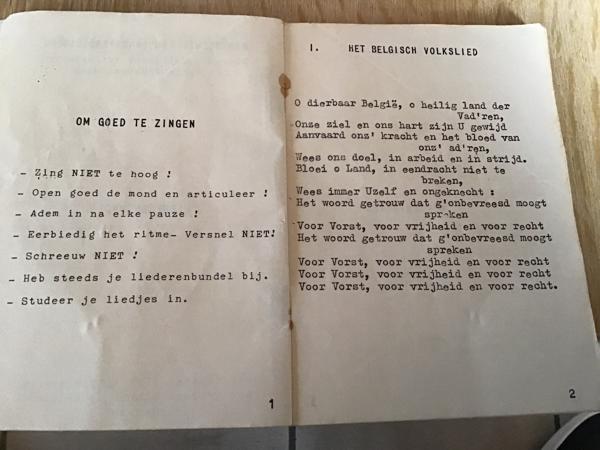 OM GOED TE ZINGEN
- Zing NIET te hoog !
- Open goed de mond en articuleer !
- Adem in na elke pauze !
- Eerbiedig het ritme- Versnel NIET!
- Schreeuw NIET !
- Heb steeds je liederenbundel bij.
- Studeer je liedjes in.
1
I. HET BELGISCH VOLKSLIED
O dierbaar België, o heilig land der
Vad'ren,
Onze ziel en ons hart zijn U gewijd
Aanvaard onz' kracht en het bloed van
onz' ad'ren,
Wees ons doel, in arbeid en in strijd.
Bloei o Land, in eendracht niet te
breken,
Wees immer Uzelf en ongeknecht :
Het woord getrouw dat g'onbevreesd moogt
spreken
Voor Vorst, voor vrijheid en voor recht
Het woord getrouw dat g'onbevreesd moogt
spreken
Voor Vorst, voor vrijheid en voor recht
Voor Vorst, voor vrijheid en voor recht
Voor Vorst, voor vrijheid en voor recht.
2